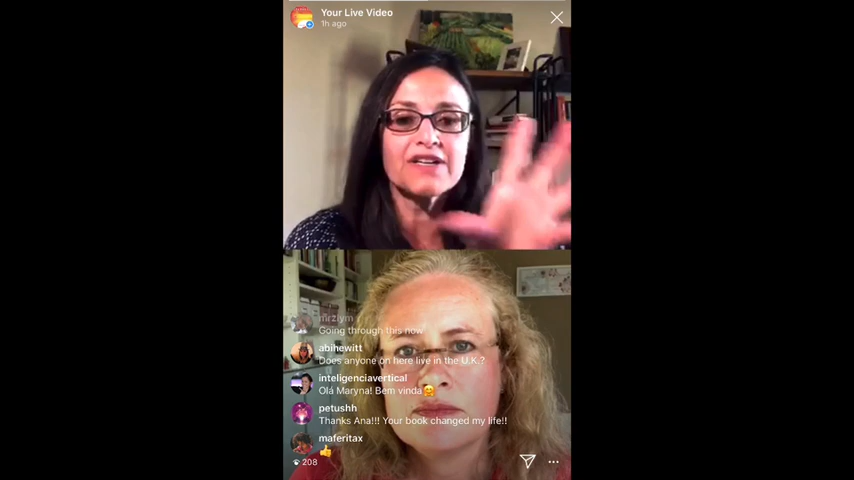 Your Live Video
1h ago
mrzlym
Going through this now
abihewitt
Does anyone on here live in the U.K.?
inteligenciavertical
Olá Maryna! Bem vinda🤗
petushh
Thanks Ana!!! Your book changed my life!!
maferitax
👍
208